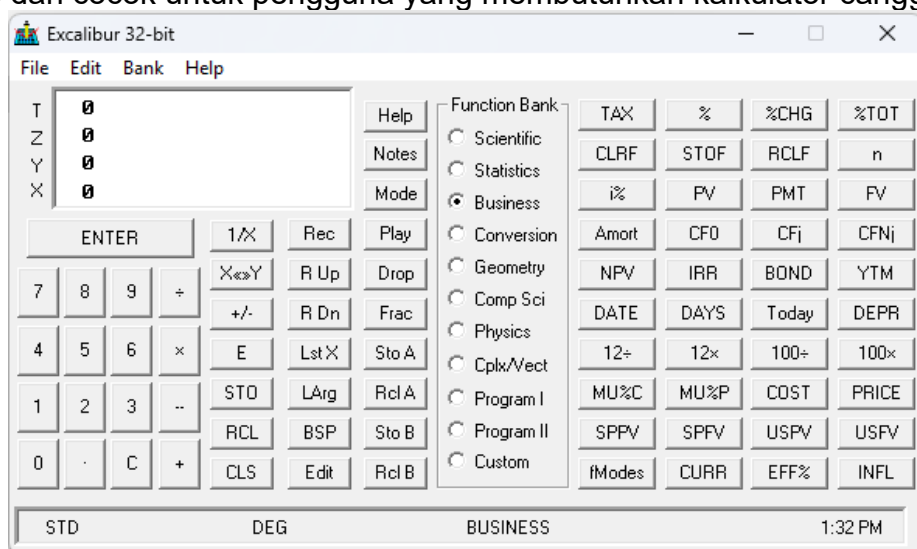 dan cocok untuk pengguna yang membutuhkan kalkulator cangg
Excalibur 32-bit
File Edit Bank Help
T 0
Z 0
Y 0
X 0
Help
Notes
Mode
ENTER 1/X Rec Play
7 8 9 ÷ X«»Y R Up Drop
+/- R Dn Frac
4 5 6 × E Lst X Sto A
1 2 3 -- STO LArg Rcl A
RCL BSP Sto B
0 . C + CLS Edit Rcl B
Function Bank
Scientific
Statistics
Business
Conversion
Geometry
Comp Sci
Physics
Cplx/Vect
Program I
Program II
Custom
TAX % %CHG %TOT
CLRF STOF RCLF n
i% PV PMT FV
Amort CF0 CFj CFNj
NPV IRR BOND YTM
DATE DAYS Today DEPR
12÷ 12× 100÷ 100×
MU%C MU%P COST PRICE
SPPV SPFV USPV USFV
fModes CURR EFF% INFL
STD DEG BUSINESS 1:32 PM